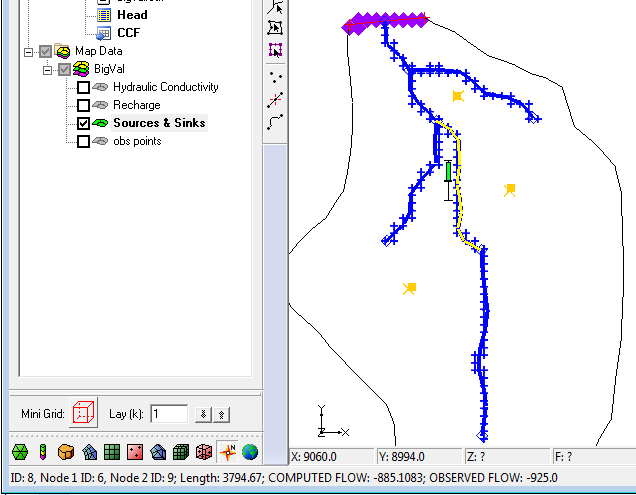 Head
CCF
Map Data
BigVal
Hydraulic Conductivity
Recharge
Sources & Sinks
obs points
Mini Grid: Lay (k): 1
Y
X
N
X: 9060.0 Y: 8994.0 Z: ? F: ?
ID: 8, Node 1 ID: 6, Node 2 ID: 9; Length: 3794.67; COMPUTED FLOW: -885.1083; OBSERVED FLOW: -925.0